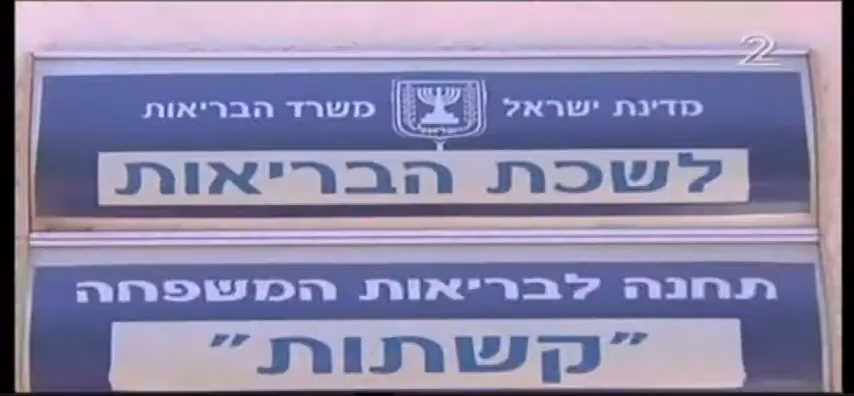 2
מדינת ישראל משרד הבריאות
לשכת הבריאות
תחנה לבריאות המשפחה
"קשתות"